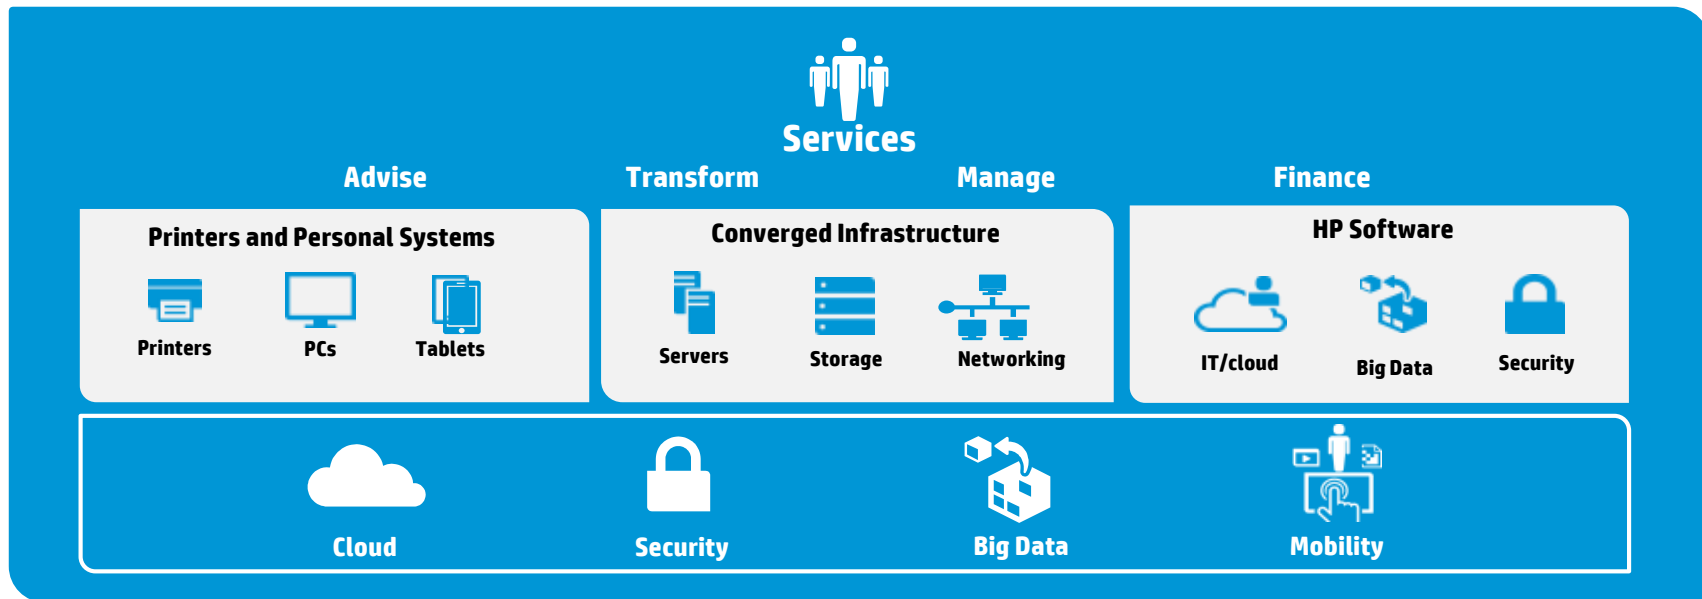 Services
Advise Transform Manage Finance
Printers and Personal Systems
Printers PCs Tablets
Converged Infrastructure
Servers Storage Networking
HP Software
IT/cloud Big Data Security
Cloud Security Big Data Mobility